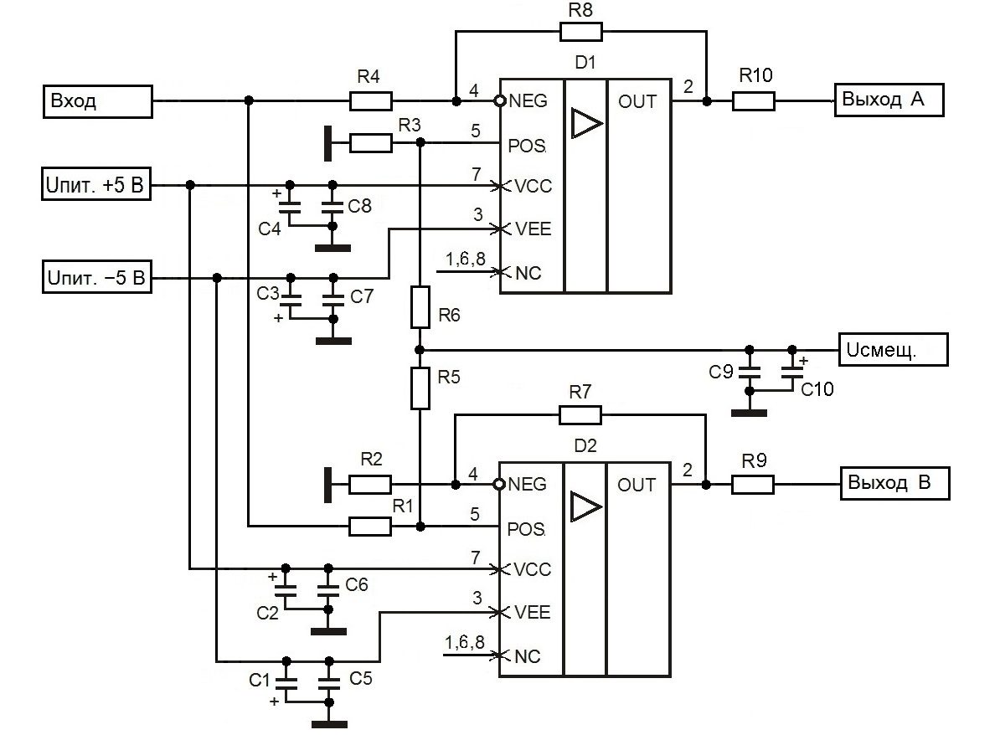 R8
D1
R4
Вход
4
NEG
OUT
2
R10
Выход А
R3
5
POS
Uпит. +5 В
7
VCC
+
C4
C8
3
VEE
1,6,8
NC
Uпит. −5 В
C3
C7
+
R6
Uсмещ.
R5
C9
+
C10
R7
D2
R2
4
NEG
OUT
2
R9
Выход В
R1
5
POS
7
VCC
+
C2
C6
3
VEE
1,6,8
NC
C1
C5
+